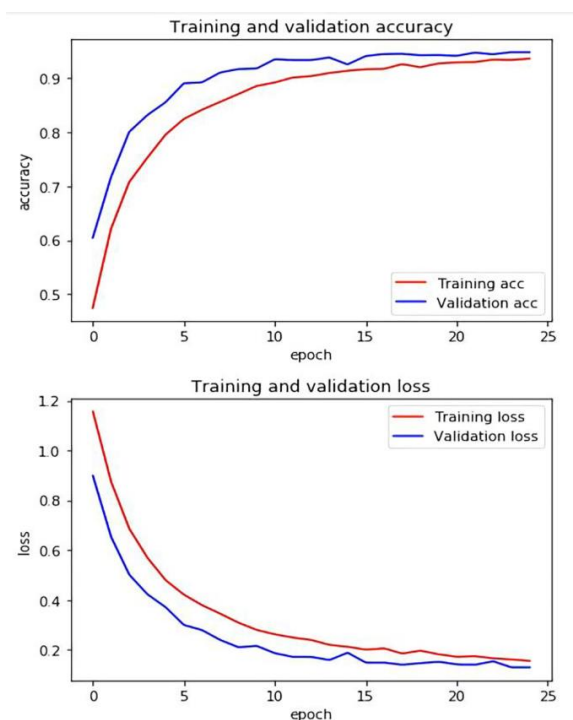 Training and validation accuracy
0.9
0.8
0.7
0.6
0.5
accuracy
Training acc
Validation acc
0 5 10 15 20 25
epoch
Training and validation loss
1.2
1.0
0.8
0.6
0.4
0.2
loss
Training loss
Validation loss
0 5 10 15 20 25
epoch